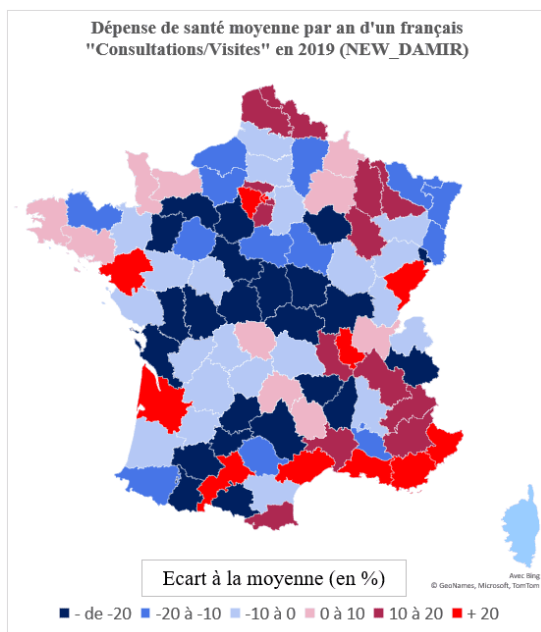 Dépense de santé moyenne par an d'un français
"Consultations/Visites" en 2019 (NEW_DAMIR)
Avec Bing
© GeoNames, Microsoft, TomTom
Ecart à la moyenne (en %)
- de -20 -20 à -10 -10 à 0 0 à 10 10 à 20 + 20